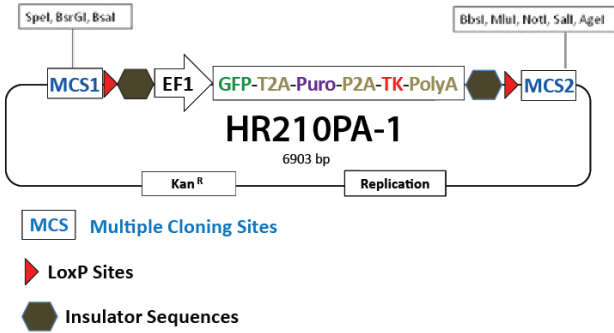 SpeI, BsrGI, BsaI
BbsI, MluI, NotI, SalI, AgeI
MCS1
EF1
GFP-T2A-Puro-P2A-TK-PolyA
MCS2
HR210PA-1
6903 bp
Kan R
Replication
MCS Multiple Cloning Sites
LoxP Sites
Insulator Sequences